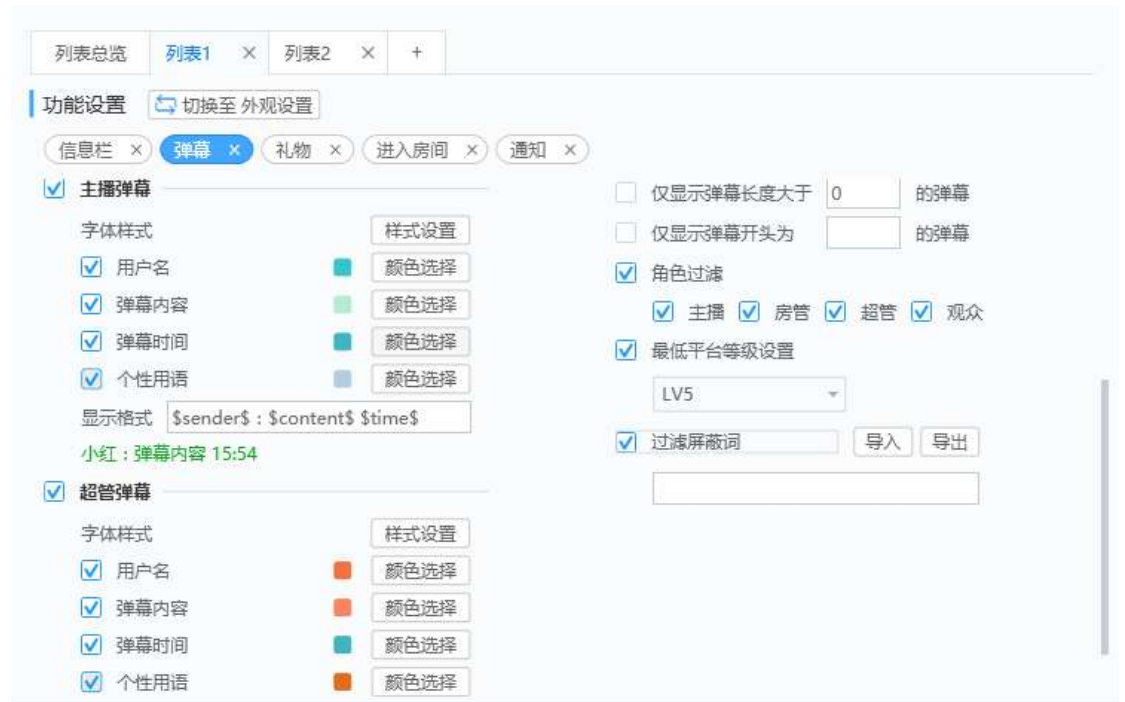 列表总览 列表1 × 列表2 × +
功能设置 切换至 外观设置
信息栏 × 弹幕 × 礼物 × 进入房间 × 通知 ×
主播弹幕
字体样式 样式设置
用户名 颜色选择
弹幕内容 颜色选择
弹幕时间 颜色选择
个性用语 颜色选择
显示格式 $sender$ : $content$ $time$
小红 : 弹幕内容 15:54
超管弹幕
字体样式 样式设置
用户名 颜色选择
弹幕内容 颜色选择
弹幕时间 颜色选择
个性用语 颜色选择
仅显示弹幕长度大于 0 的弹幕
仅显示弹幕开头为 的弹幕
角色过滤
主播 房管 超管 观众
最低平台等级设置
LV5
过滤屏蔽词 导入 导出